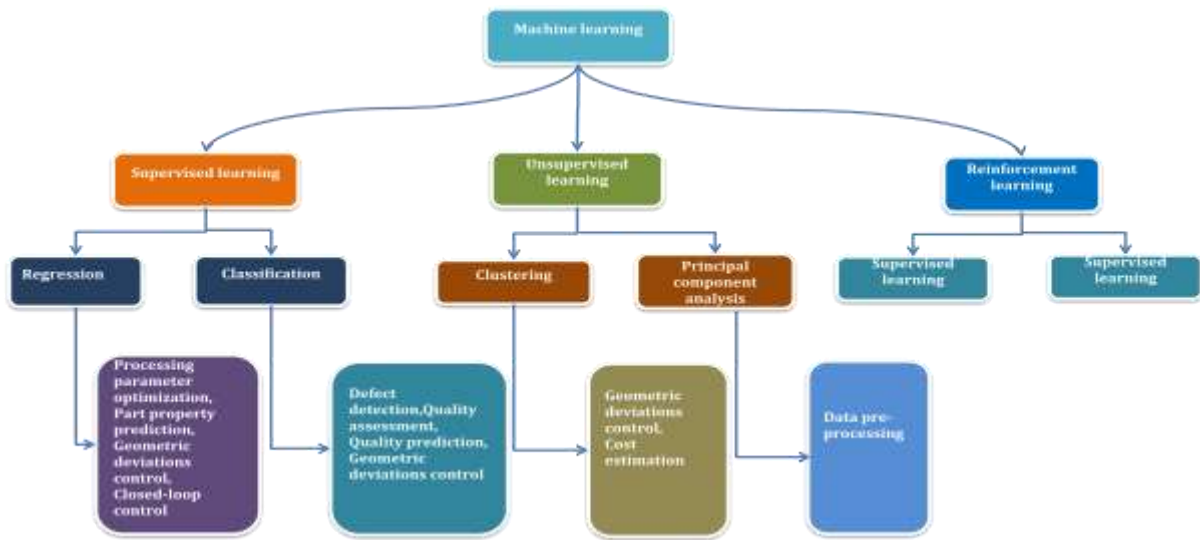 Machine learning
Supervised learning
Unsupervised
learning
Reinforcement
learning
Regression
Classification
Clustering
Principal
component
analysis
Supervised
learning
Supervised
learning
Processing
parameter
optimization,
Part property
prediction,
Geometric
deviations
control,
Closed-loop
control
Defect
detection,Quality
assessment,
Quality prediction,
Geometric
deviations control
Geometric
deviations
control,
Cost
estimation
Data pre-
processing